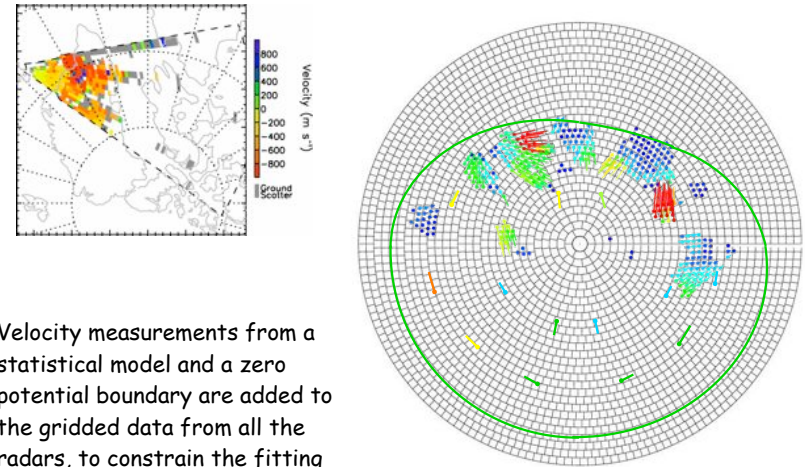 800
600
400
200
0
-200
-400
-600
-800
Velocity (m s⁻¹)
Ground
Scatter
Velocity measurements from a
statistical model and a zero
potential boundary are added to
the gridded data from all the
radars, to constrain the fitting